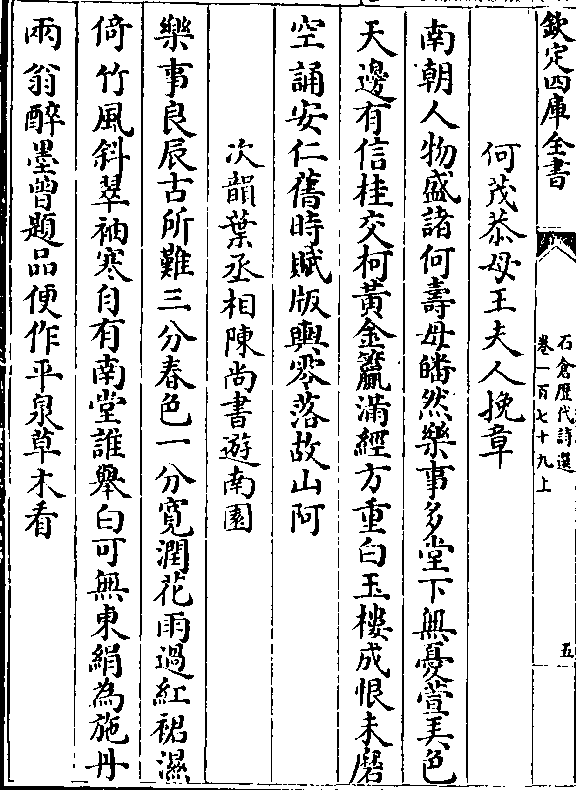 欽定四庫全書
石倉歴代詩選
卷一百七十九上
五
何茂恭母王夫人挽章
南朝人物盛諸何壽母皤然樂事多堂下無憂萱美色
天邊有信桂交柯黃金籯滿經方重白玉樓成恨未磨
空誦安仁舊時賦版輿零落故山阿
次韻葉丞相陳尚書遊南園
樂事良辰古所難三分春色一分寛潤花雨過紅裙濕
倚竹風斜翠袖寒自有南堂誰舉白可無東絹為施丹
兩翁醉墨曾題品便作平泉草木看